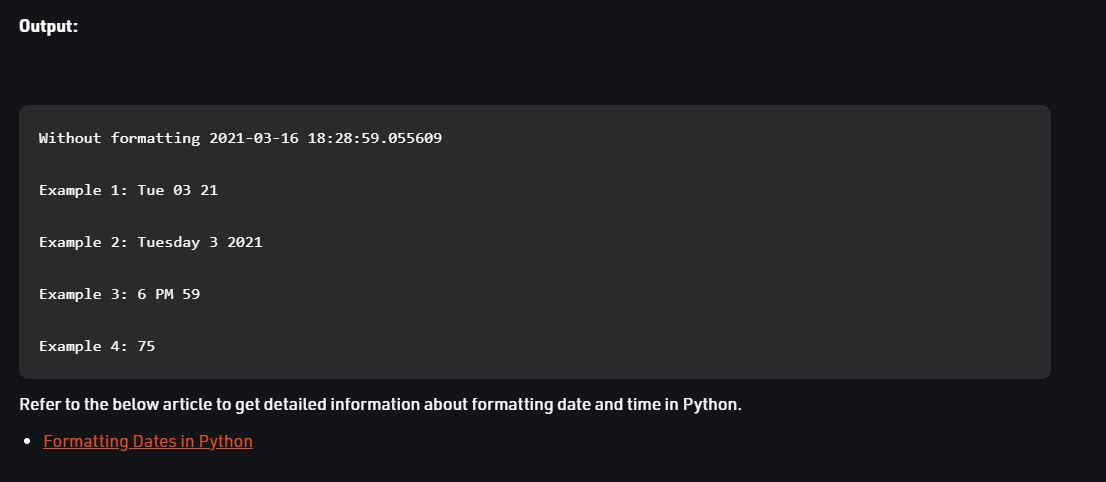 Output:
Without formatting 2021-03-16 18:28:59.055609
Example 1: Tue 03 21
Example 2: Tuesday 3 2021
Example 3: 6 PM 59
Example 4: 75
Refer to the below article to get detailed information about formatting date and time in Python.
Formatting Dates in Python